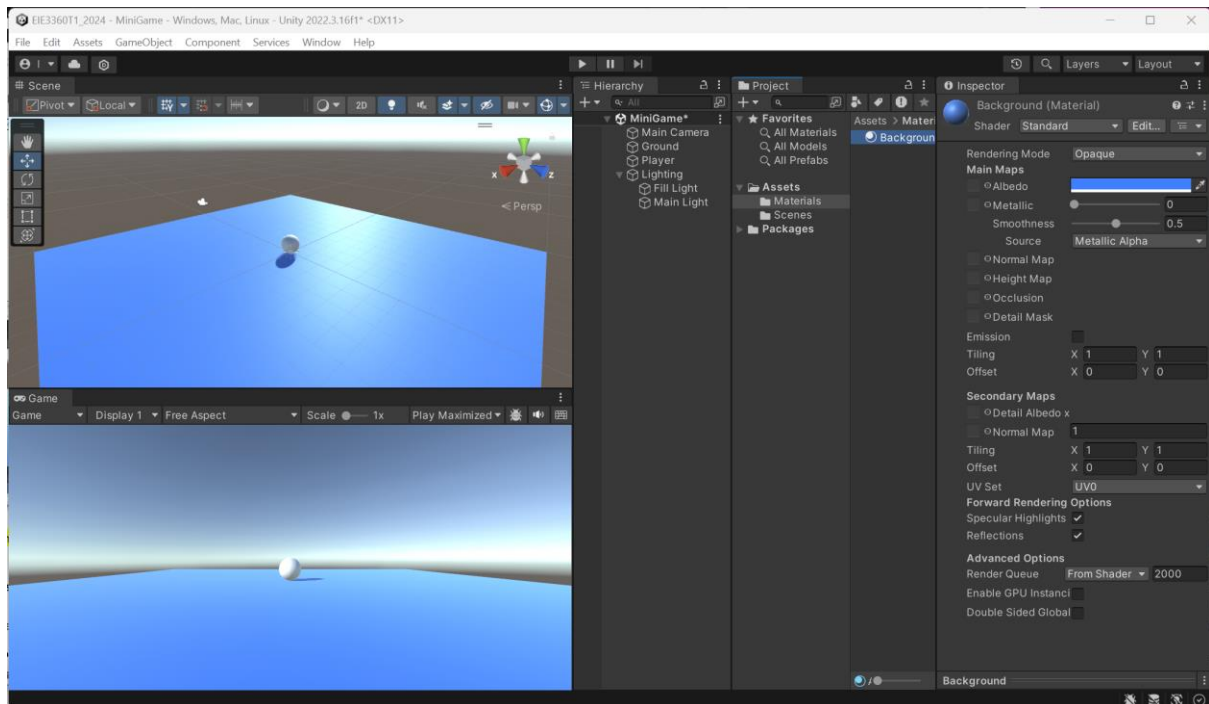 EIE3360T1_2024 - MiniGame - Windows, Mac, Linux - Unity 2022.3.16f1* <DX11>
File Edit Assets GameObject Component Services Window Help
Layers Layout
Scene
Pivot Local 2D
x z
Persp
Game
Game Display 1 Free Aspect Scale 1x Play Maximized
Hierarchy
All
MiniGame*
Main Camera
Ground
Player
Lighting
Fill Light
Main Light
Project
Favorites
All Materials
All Models
All Prefabs
Assets
Materials
Scenes
Packages
Assets > Mater
Backgroun
Inspector
Background (Material)
Shader Standard Edit...
Rendering Mode Opaque
Main Maps
Albedo
Metallic 0
Smoothness 0.5
Source Metallic Alpha
Normal Map
Height Map
Occlusion
Detail Mask
Emission
Tiling X 1 Y 1
Offset X 0 Y 0
Secondary Maps
Detail Albedo x
Normal Map 1
Tiling X 1 Y 1
Offset X 0 Y 0
UV Set UV0
Forward Rendering Options
Specular Highlights
Reflections
Advanced Options
Render Queue From Shader 2000
Enable GPU Instanci
Double Sided Global
Background